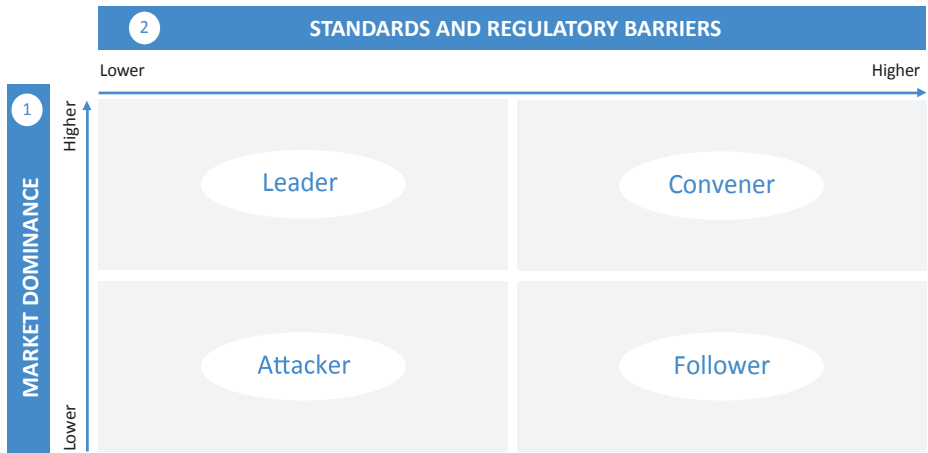 2
STANDARDS AND REGULATORY BARRIERS
Lower
Higher
1
MARKET DOMINANCE
Higher
Lower
Leader
Convener
Attacker
Follower